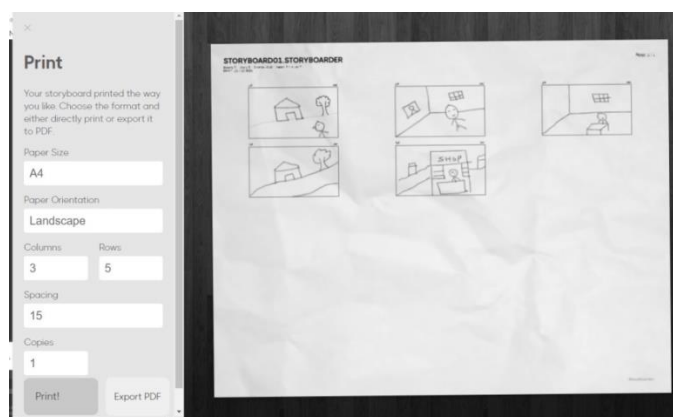 Print
Your storyboard printed the way
you like. Choose the format and
either directly print or export it
to PDF.
Paper Size
A4
Paper Orientation
Landscape
Columns Rows
3 5
Spacing
15
Copies
1
Print! Export PDF
STORYBOARD01.STORYBOARDER
SHOP